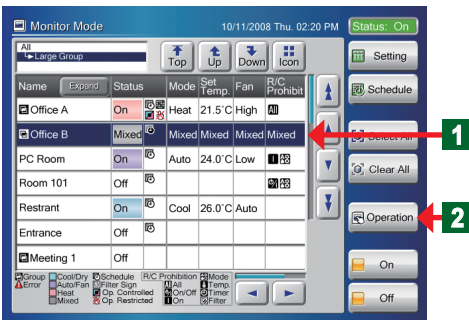 Monitor Mode 10/11/2008 Thu. 02:20 PM Status: On
All
Large Group
Top Up Down Icon
Setting
Name Expand Status Mode Set Temp. Fan R/C Prohibit
Schedule
Office A On Heat 21.5°C High All
Office B Mixed Mixed Mixed Mixed Mixed
1
Select All
PC Room On Auto 24.0°C Low
Clear All
Room 101 Off
Restrant On Cool 26.0°C Auto
Operation
2
Entrance Off
Meeting 1 Off
On
Group Cool/Dry Schedule R/C Prohibition Mode
Error Auto/Fan Filter Sign All Temp.
Heat Op. Controlled On/Off Timer
Mixed Op. Restricted On Filter
Off